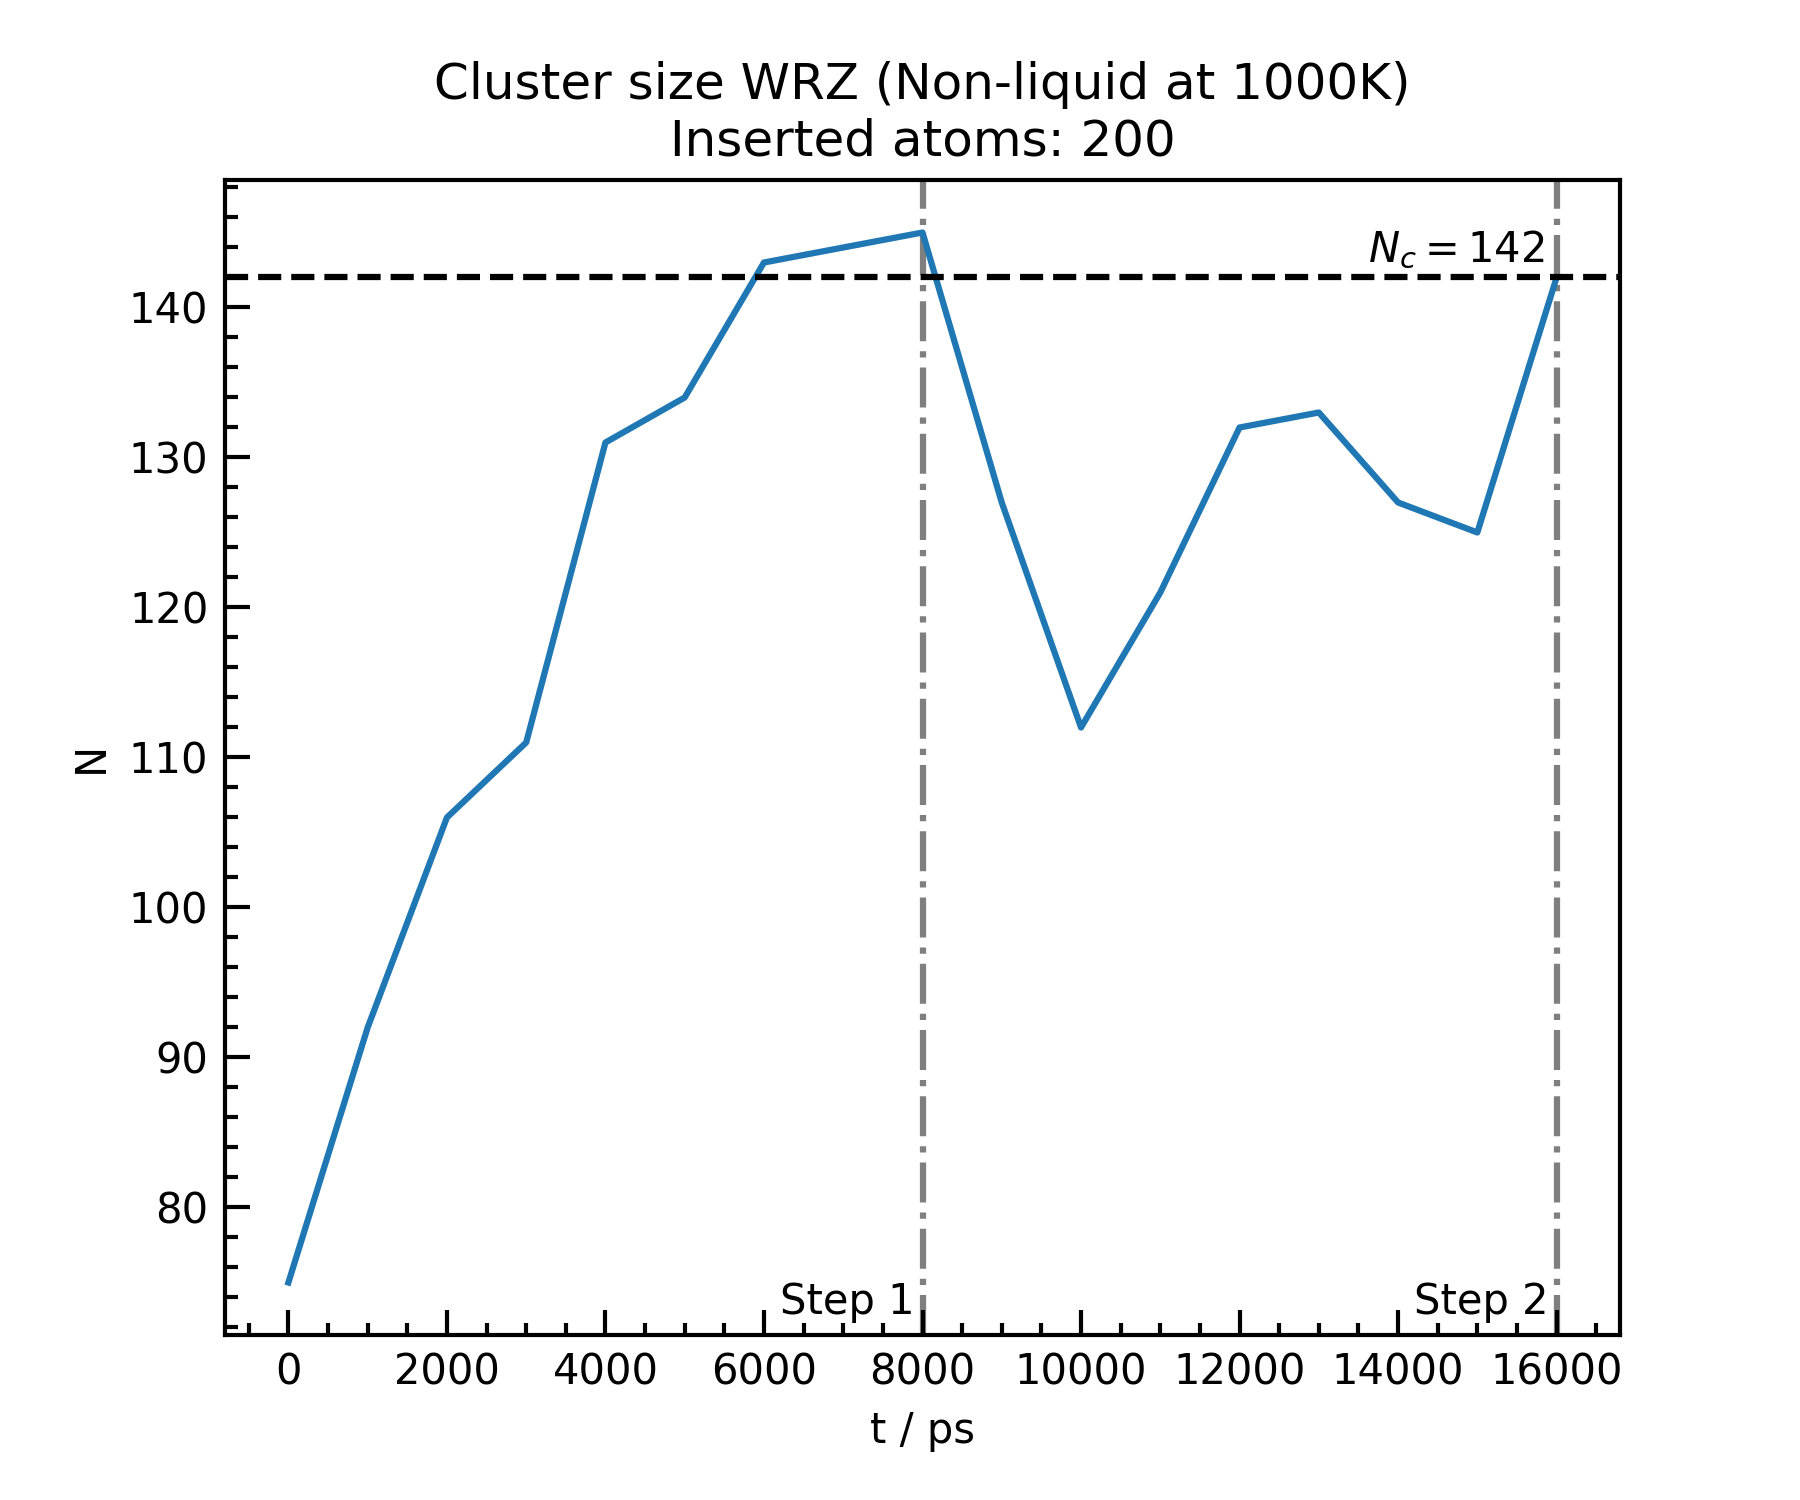 Cluster size WRZ (Non-liquid at 1000K)
Inserted atoms: 200
N_c = 142
140
130
120
110
100
90
80
N
Step 1
Step 2
0 2000 4000 6000 8000 10000 12000 14000 16000
t / ps